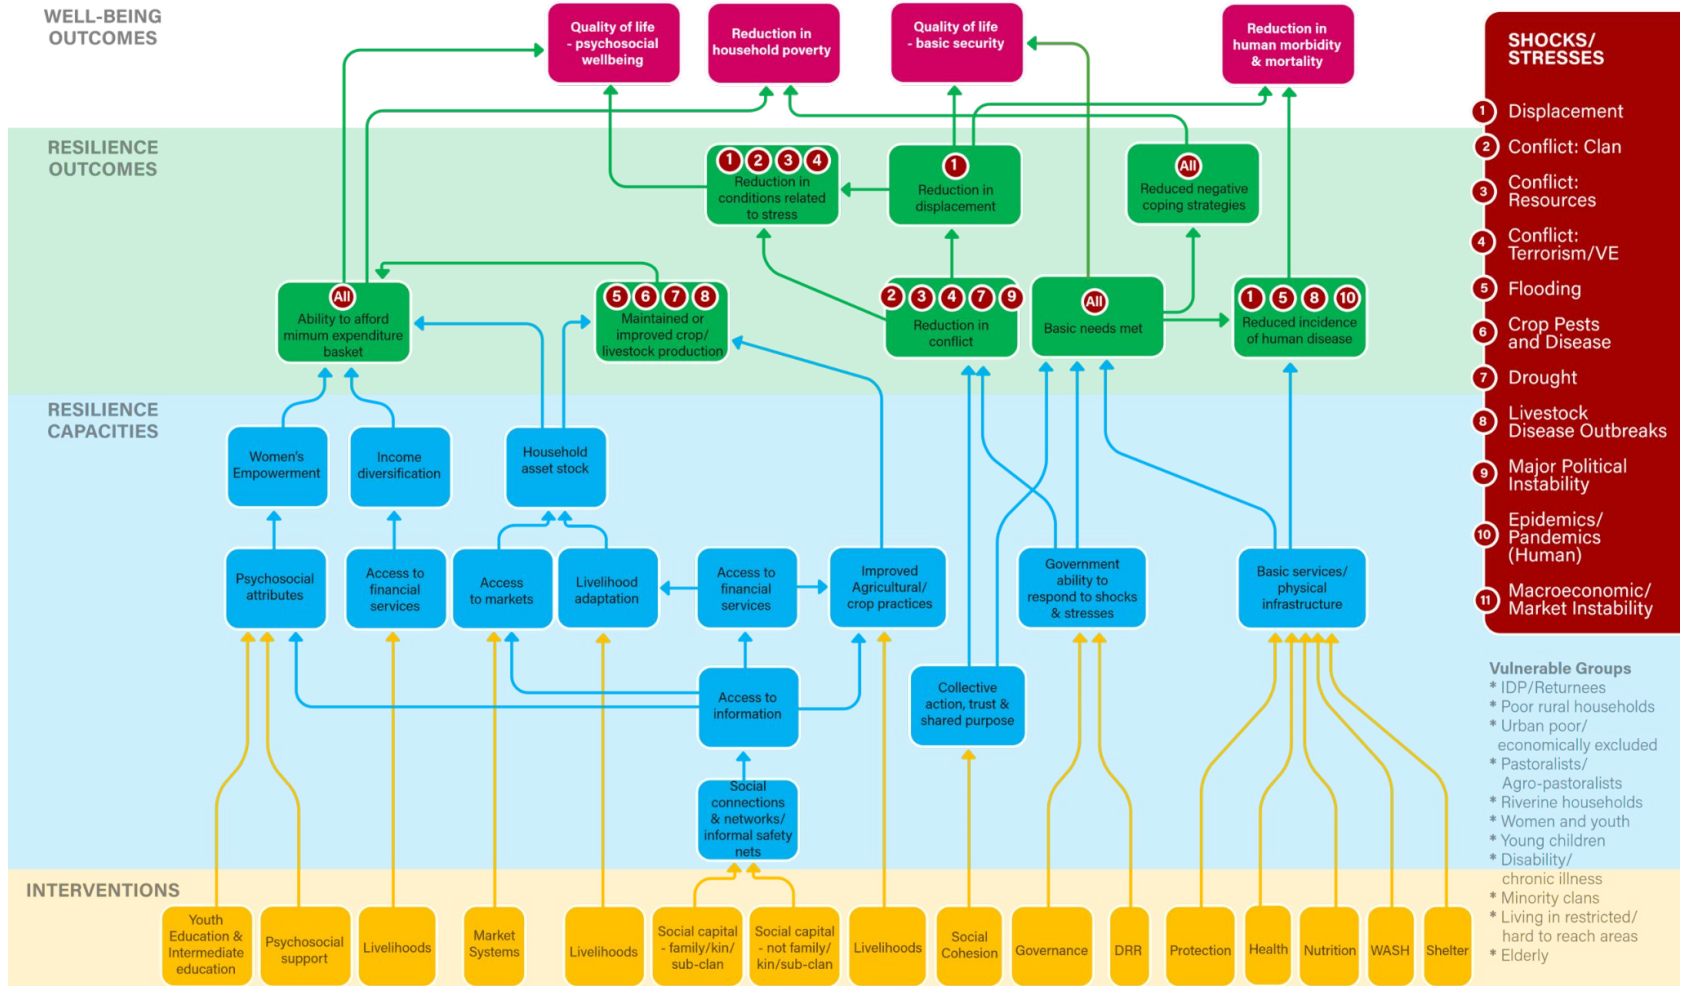 WELL-BEING
OUTCOMES
Quality of life
- psychosocial
wellbeing
Reduction in
household poverty
Quality of life
- basic security
Reduction in
human morbidity
& mortality
RESILIENCE
OUTCOMES
1 2 3 4
Reduction in
conditions related
to stress
1
Reduction in
displacement
All
Reduced negative
coping strategies
All
Ability to afford
mimum expenditure
basket
5 6 7 8
Maintained or
improved crop/
livestock production
2 3 4 7 9
Reduction in
conflict
All
Basic needs met
1 5 8 10
Reduced incidence
of human disease
RESILIENCE
CAPACITIES
Women's
Empowerment
Income
diversification
Household
asset stock
Psychosocial
attributes
Access to
financial
services
Access
to markets
Livelihood
adaptation
Access to
financial
services
Improved
Agricultural/
crop practices
Government
ability to
respond to shocks
& stresses
Basic services/
physical
infrastructure
Access to
information
Collective
action, trust &
shared purpose
Social
connections
& networks/
informal safety
nets
INTERVENTIONS
Youth
Education &
Intermediate
education
Psychosocial
support
Livelihoods
Market
Systems
Livelihoods
Social capital
- family/kin/
sub-clan
Social capital
- not family/
kin/sub-clan
Livelihoods
Social
Cohesion
Governance
DRR
Protection
Health
Nutrition
WASH
Shelter
SHOCKS/
STRESSES
1 Displacement
2 Conflict: Clan
3 Conflict:
Resources
4 Conflict:
Terrorism/VE
5 Flooding
6 Crop Pests
and Disease
7 Drought
8 Livestock
Disease Outbreaks
9 Major Political
Instability
10 Epidemics/
Pandemics
(Human)
11 Macroeconomic/
Market Instability
Vulnerable Groups
* IDP/Returnees
* Poor rural households
* Urban poor/
economically excluded
* Pastoralists/
Agro-pastoralists
* Riverine households
* Women and youth
* Young children
* Disability/
chronic illness
* Minority clans
* Living in restricted/
hard to reach areas
* Elderly